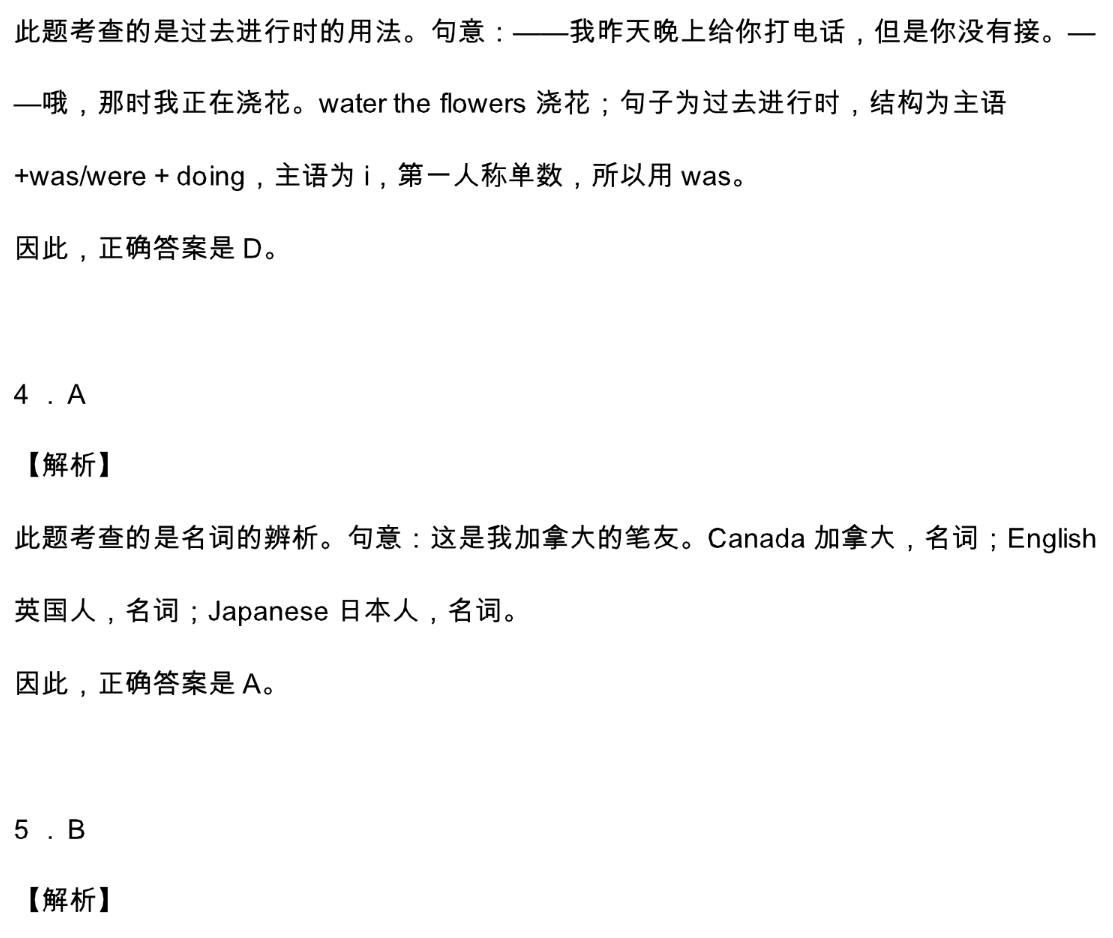 此题考查的是过去进行时的用法。句意：——我昨天晚上给你打电话，但是你没有接。—
—哦，那时我正在浇花。water the flowers 浇花；句子为过去进行时，结构为主语
+was/were + doing，主语为 i，第一人称单数，所以用 was。
因此，正确答案是 D。
4 ．A
【解析】
此题考查的是名词的辨析。句意：这是我加拿大的笔友。Canada 加拿大，名词；English
英国人，名词；Japanese 日本人，名词。
因此，正确答案是 A。
5 ．B
【解析】